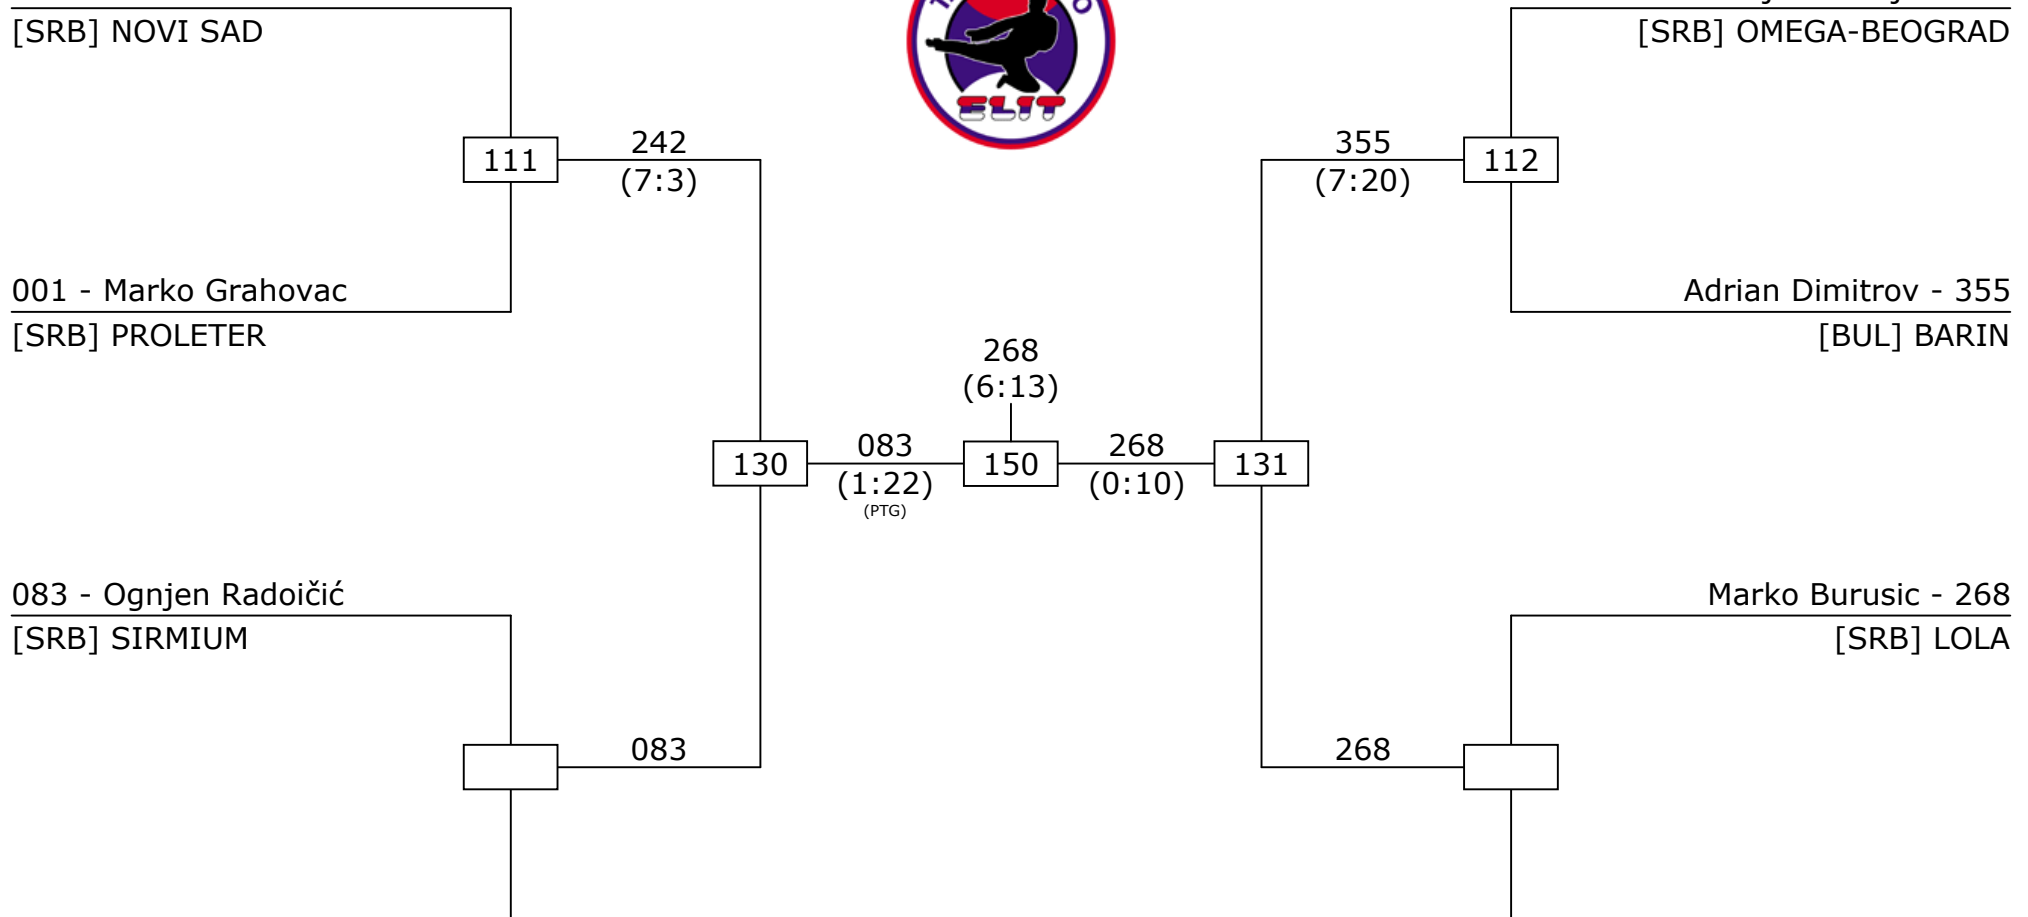 [SRB] NOVI SAD
[SRB] OMEGA-BEOGRAD
ELIT
111
242
(7:3)
355
(7:20)
112
001 - Marko Grahovac
[SRB] PROLETER
Adrian Dimitrov - 355
[BUL] BARIN
268
(6:13)
130
083
(1:22)
(PTG)
150
268
(0:10)
131
083 - Ognjen Radoičić
[SRB] SIRMIUM
Marko Burusic - 268
[SRB] LOLA
083
268